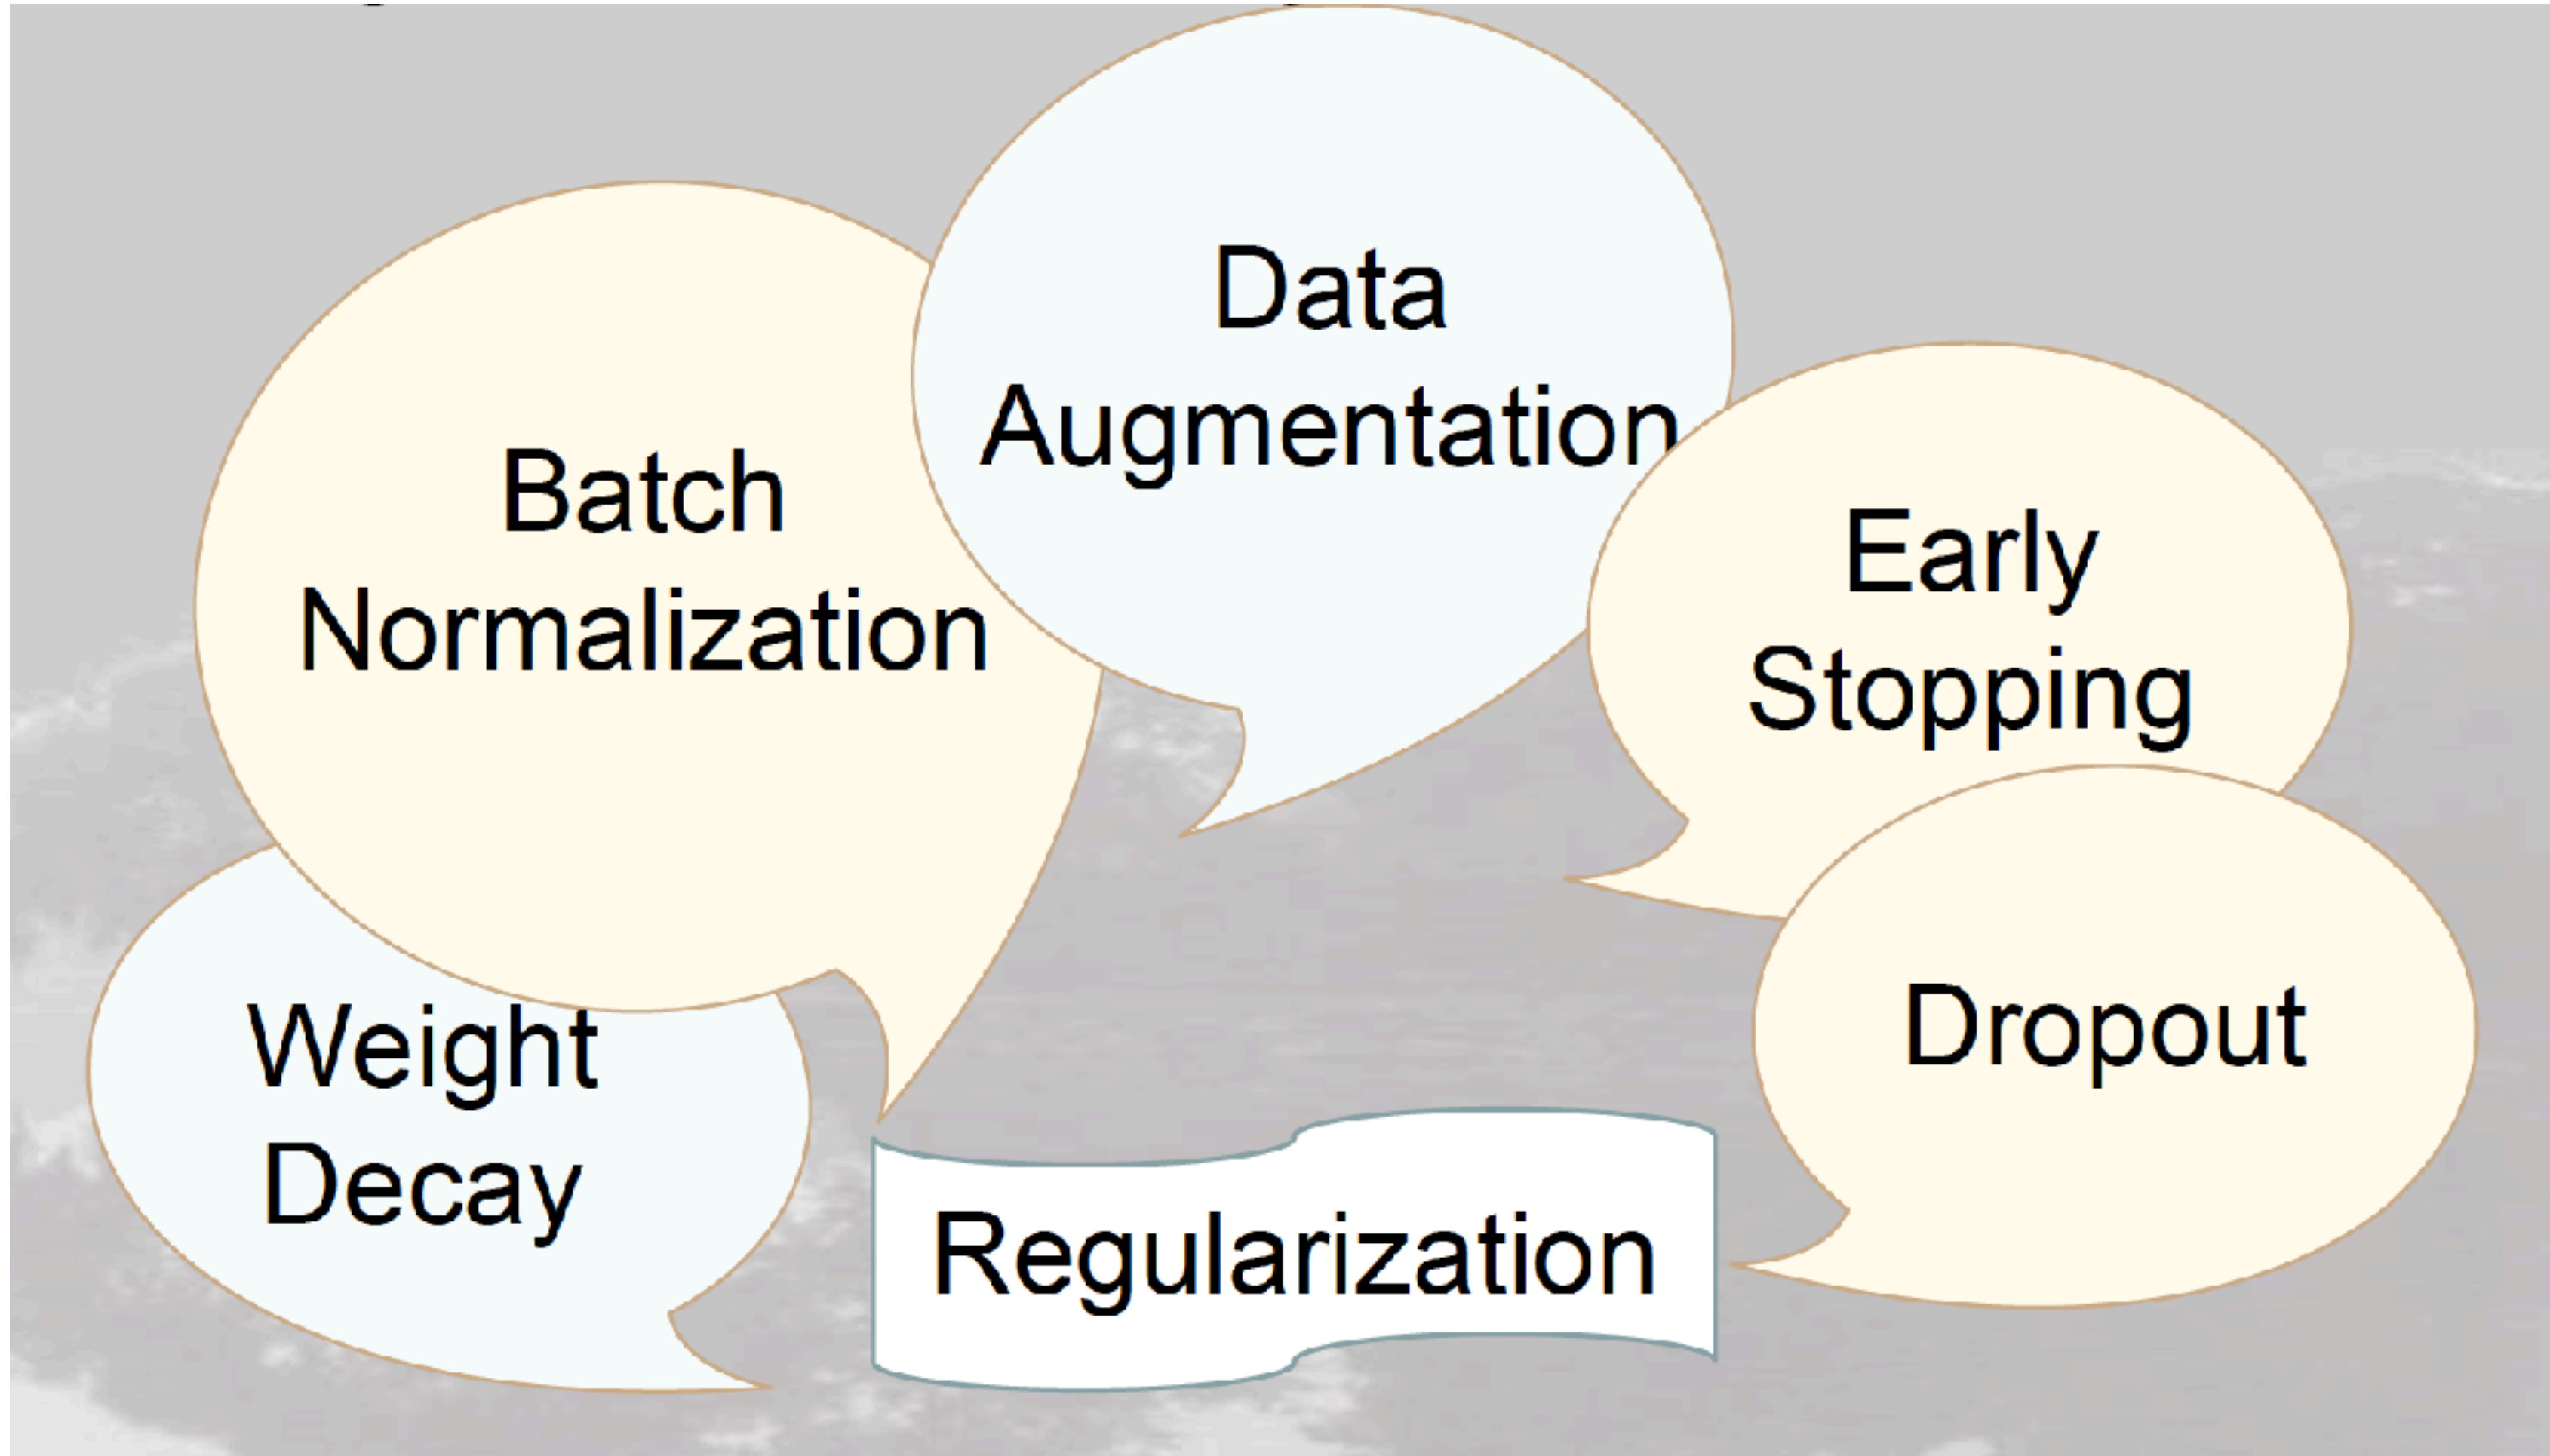 Data
Augmentation
Batch
Normalization
Early
Stopping
Weight
Decay
Dropout
Regularization